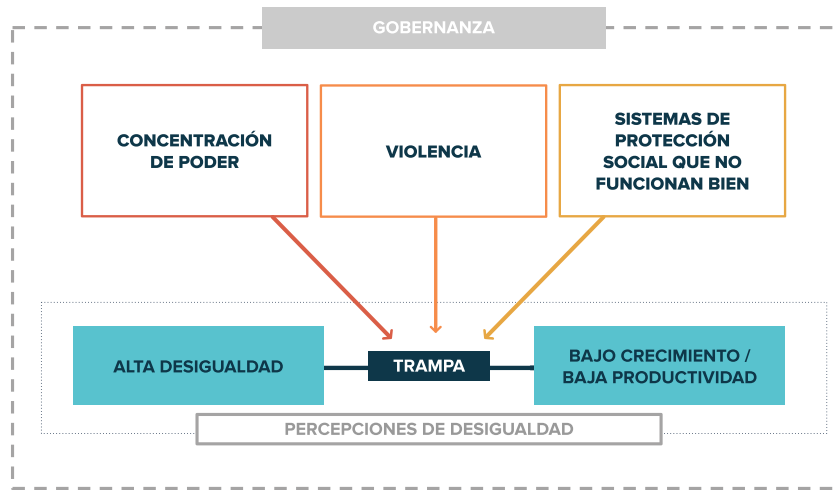 GOBERNANZA
CONCENTRACIÓN
DE PODER
VIOLENCIA
SISTEMAS DE
PROTECCIÓN
SOCIAL QUE NO
FUNCIONAN BIEN
ALTA DESIGUALDAD
TRAMPA
BAJO CRECIMIENTO /
BAJA PRODUCTIVIDAD
PERCEPCIONES DE DESIGUALDAD